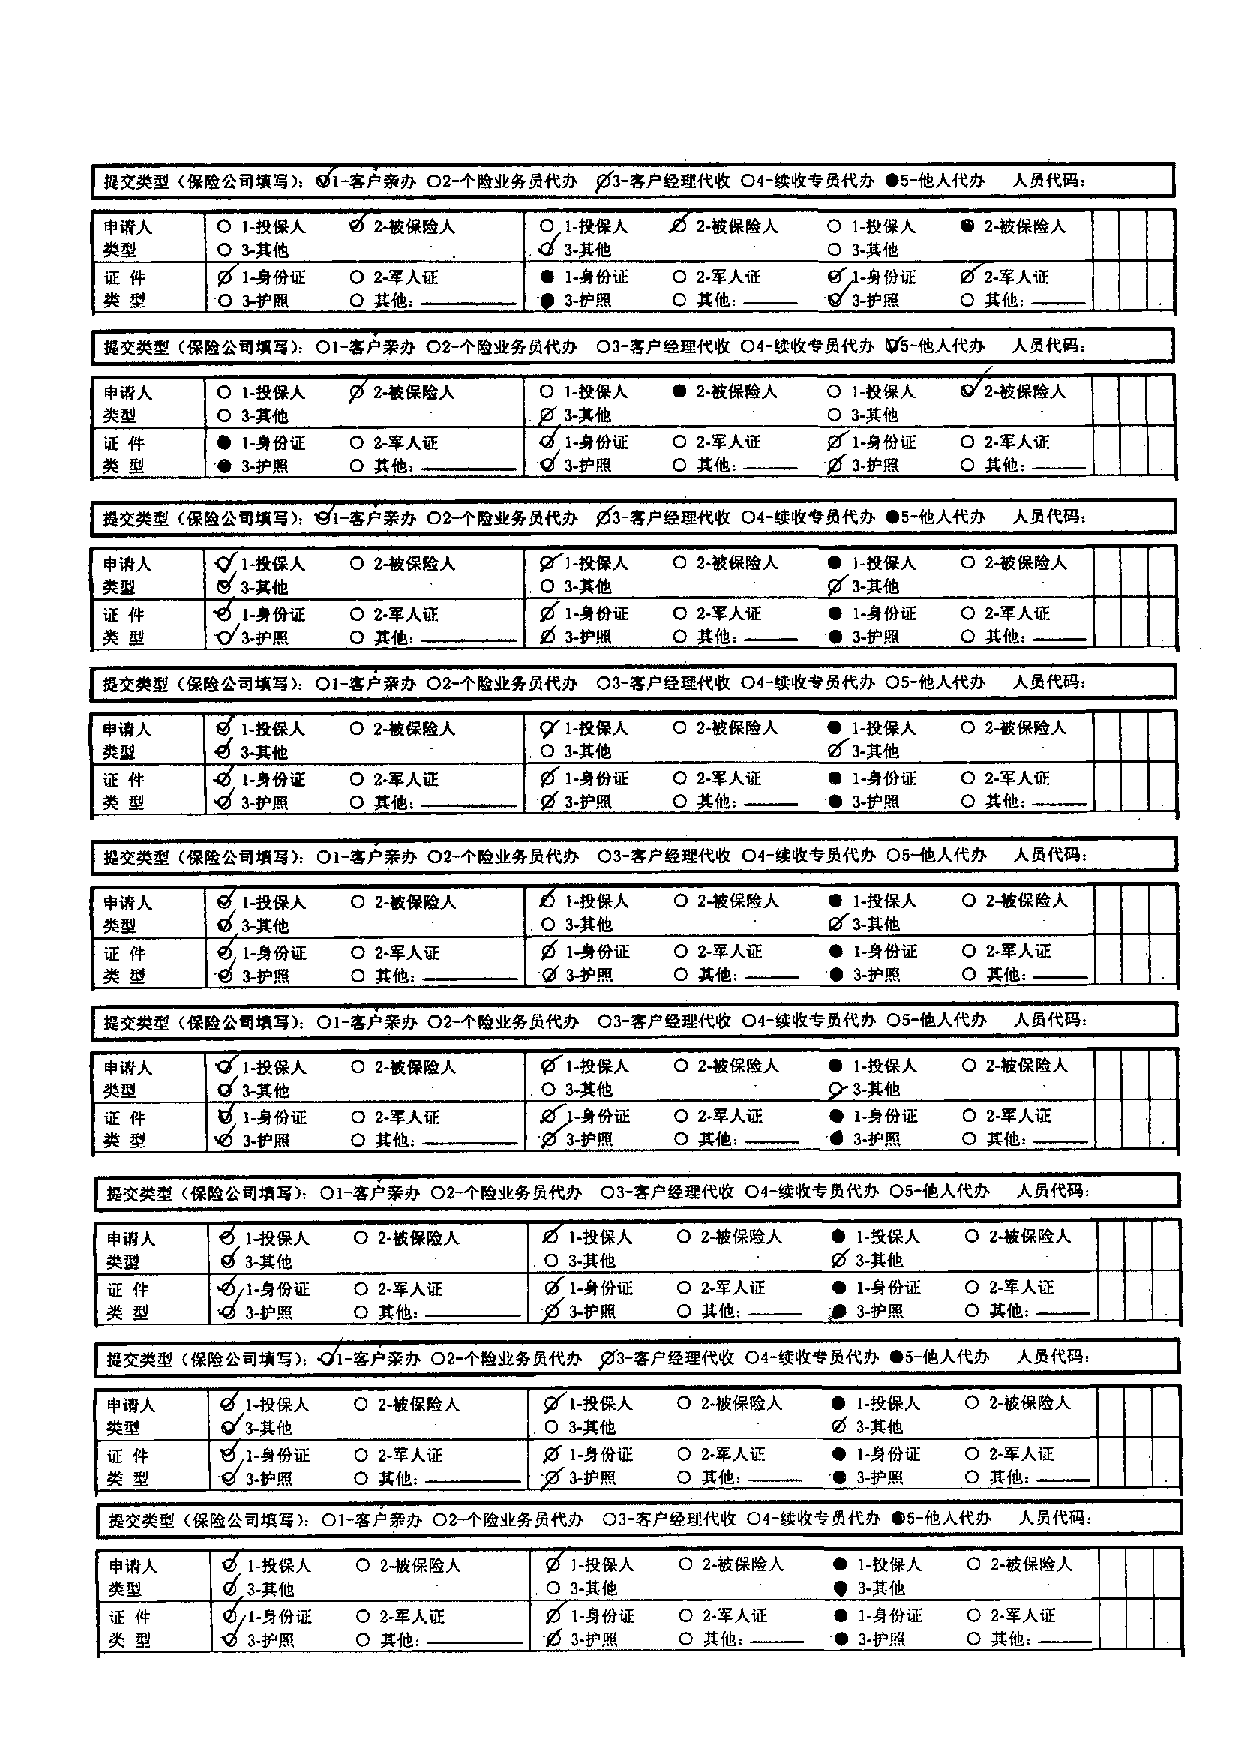 提交类型（保险公司填写）：1-客户亲办 2-个险业务员代办 3-客户经理代收 4-续收专员代办 5-他人代办 人员代码：
申请人 1-投保人 2-被保险人 1-投保人 2-被保险人 1-投保人 2-被保险人
类型 3-其他 3-其他 3-其他
证 件 1-身份证 2-军人证 1-身份证 2-军人证 1-身份证 2-军人证
类 型 3-护照 其他： 3-护照 其他： 3-护照 其他：
提交类型（保险公司填写）：1-客户亲办 2-个险业务员代办 3-客户经理代收 4-续收专员代办 5-他人代办 人员代码：
申请人 1-投保人 2-被保险人 1-投保人 2-被保险人 1-投保人 2-被保险人
类型 3-其他 3-其他 3-其他
证 件 1-身份证 2-军人证 1-身份证 2-军人证 1-身份证 2-军人证
类 型 3-护照 其他： 3-护照 其他： 3-护照 其他：
提交类型（保险公司填写）：1-客户亲办 2-个险业务员代办 3-客户经理代收 4-续收专员代办 5-他人代办 人员代码：
申请人 1-投保人 2-被保险人 1-投保人 2-被保险人 1-投保人 2-被保险人
类型 3-其他 3-其他 3-其他
证 件 1-身份证 2-军人证 1-身份证 2-军人证 1-身份证 2-军人证
类 型 3-护照 其他： 3-护照 其他： 3-护照 其他：
提交类型（保险公司填写）：1-客户亲办 2-个险业务员代办 3-客户经理代收 4-续收专员代办 5-他人代办 人员代码：
申请人 1-投保人 2-被保险人 1-投保人 2-被保险人 1-投保人 2-被保险人
类型 3-其他 3-其他 3-其他
证 件 1-身份证 2-军人证 1-身份证 2-军人证 1-身份证 2-军人证
类 型 3-护照 其他： 3-护照 其他： 3-护照 其他：
提交类型（保险公司填写）：1-客户亲办 2-个险业务员代办 3-客户经理代收 4-续收专员代办 5-他人代办 人员代码：
申请人 1-投保人 2-被保险人 1-投保人 2-被保险人 1-投保人 2-被保险人
类型 3-其他 3-其他 3-其他
证 件 1-身份证 2-军人证 1-身份证 2-军人证 1-身份证 2-军人证
类 型 3-护照 其他： 3-护照 其他： 3-护照 其他：
提交类型（保险公司填写）：1-客户亲办 2-个险业务员代办 3-客户经理代收 4-续收专员代办 5-他人代办 人员代码：
申请人 1-投保人 2-被保险人 1-投保人 2-被保险人 1-投保人 2-被保险人
类型 3-其他 3-其他 3-其他
证 件 1-身份证 2-军人证 1-身份证 2-军人证 1-身份证 2-军人证
类 型 3-护照 其他： 3-护照 其他： 3-护照 其他：
提交类型（保险公司填写）：1-客户亲办 2-个险业务员代办 3-客户经理代收 4-续收专员代办 5-他人代办 人员代码：
申请人 1-投保人 2-被保险人 1-投保人 2-被保险人 1-投保人 2-被保险人
类型 3-其他 3-其他 3-其他
证 件 1-身份证 2-军人证 1-身份证 2-军人证 1-身份证 2-军人证
类 型 3-护照 其他： 3-护照 其他： 3-护照 其他：
提交类型（保险公司填写）：1-客户亲办 2-个险业务员代办 3-客户经理代收 4-续收专员代办 5-他人代办 人员代码：
申请人 1-投保人 2-被保险人 1-投保人 2-被保险人 1-投保人 2-被保险人
类型 3-其他 3-其他 3-其他
证 件 1-身份证 2-军人证 1-身份证 2-军人证 1-身份证 2-军人证
类 型 3-护照 其他： 3-护照 其他： 3-护照 其他：
提交类型（保险公司填写）：1-客户亲办 2-个险业务员代办 3-客户经理代收 4-续收专员代办 5-他人代办 人员代码：
申请人 1-投保人 2-被保险人 1-投保人 2-被保险人 1-投保人 2-被保险人
类型 3-其他 3-其他 3-其他
证 件 1-身份证 2-军人证 1-身份证 2-军人证 1-身份证 2-军人证
类 型 3-护照 其他： 3-护照 其他： 3-护照 其他：